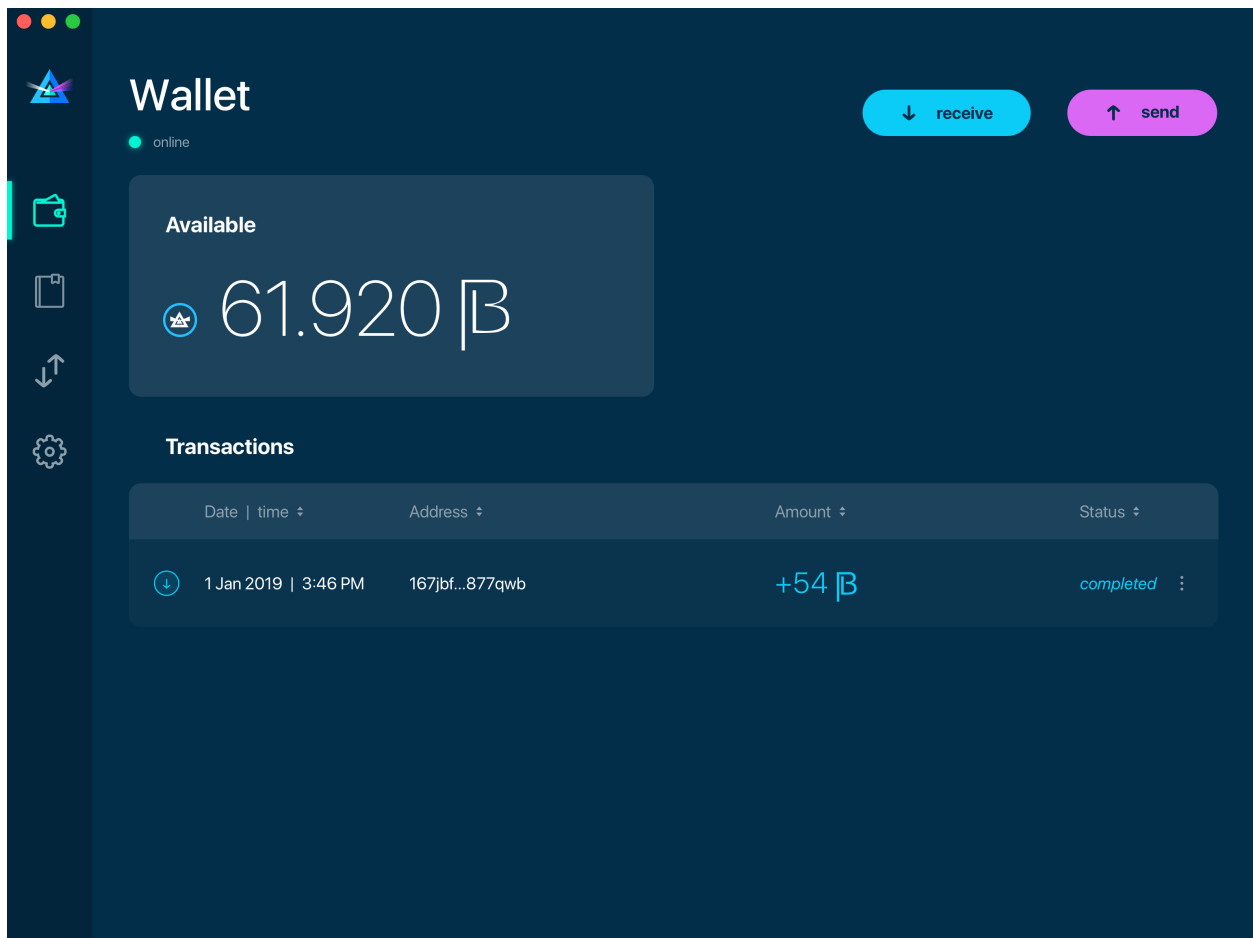 Wallet
receive
send
online
Available
61.920
Transactions
Date | time
Address
Amount
Status
1 Jan 2019 | 3:46 PM
167jbf...877qwb
+54
completed